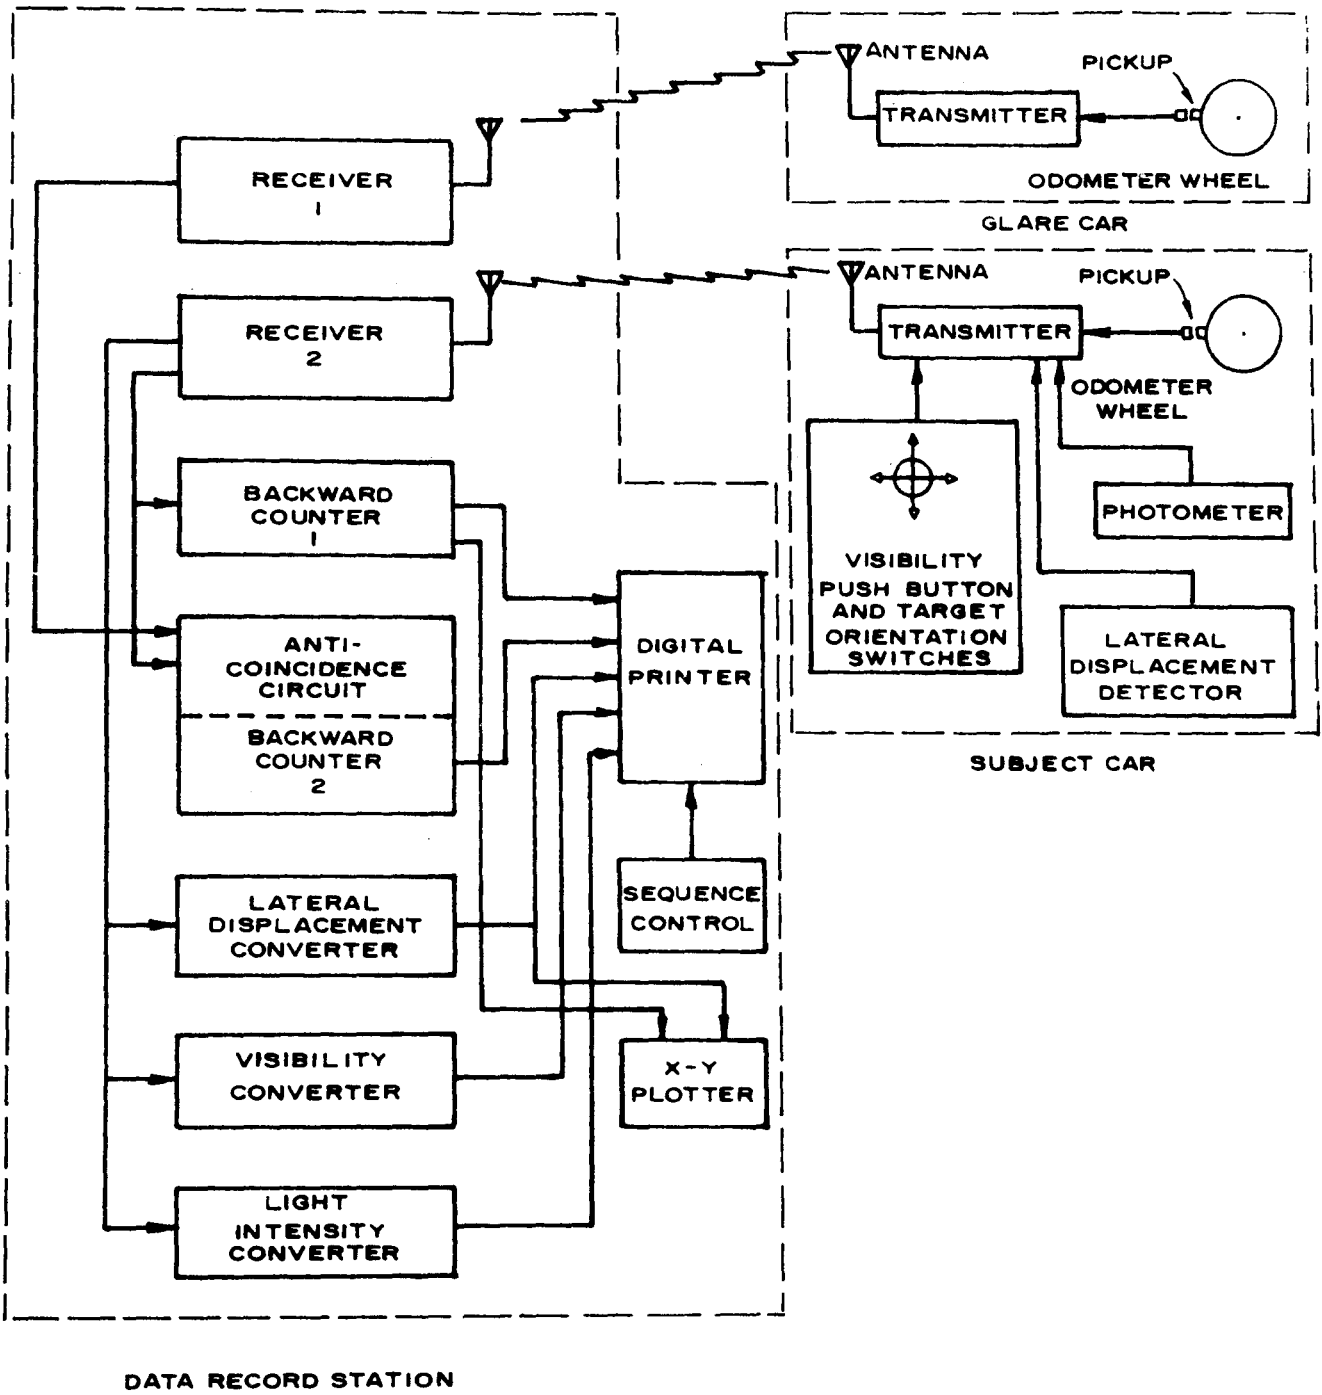 ANTENNA
PICKUP
TRANSMITTER
ODOMETER WHEEL
GLARE CAR
RECEIVER
1
ANTENNA
PICKUP
TRANSMITTER
ODOMETER
WHEEL
RECEIVER
2
PHOTOMETER
VISIBILITY
PUSH BUTTON
AND TARGET
ORIENTATION
SWITCHES
LATERAL
DISPLACEMENT
DETECTOR
SUBJECT CAR
BACKWARD
COUNTER
1
ANTI-
COINCIDENCE
CIRCUIT
BACKWARD
COUNTER
2
DIGITAL
PRINTER
SEQUENCE
CONTROL
LATERAL
DISPLACEMENT
CONVERTER
VISIBILITY
CONVERTER
X-Y
PLOTTER
LIGHT
INTENSITY
CONVERTER
DATA RECORD STATION